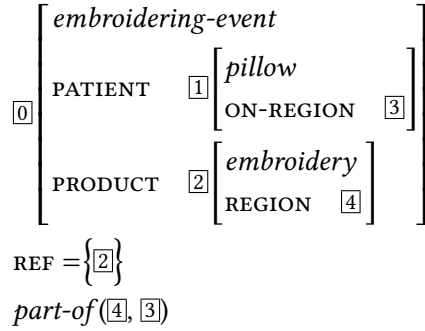 embroidering-event
0
PATIENT 1 pillow
ON-REGION 3
PRODUCT 2 embroidery
REGION 4
REF = {2}
part-of(4, 3)